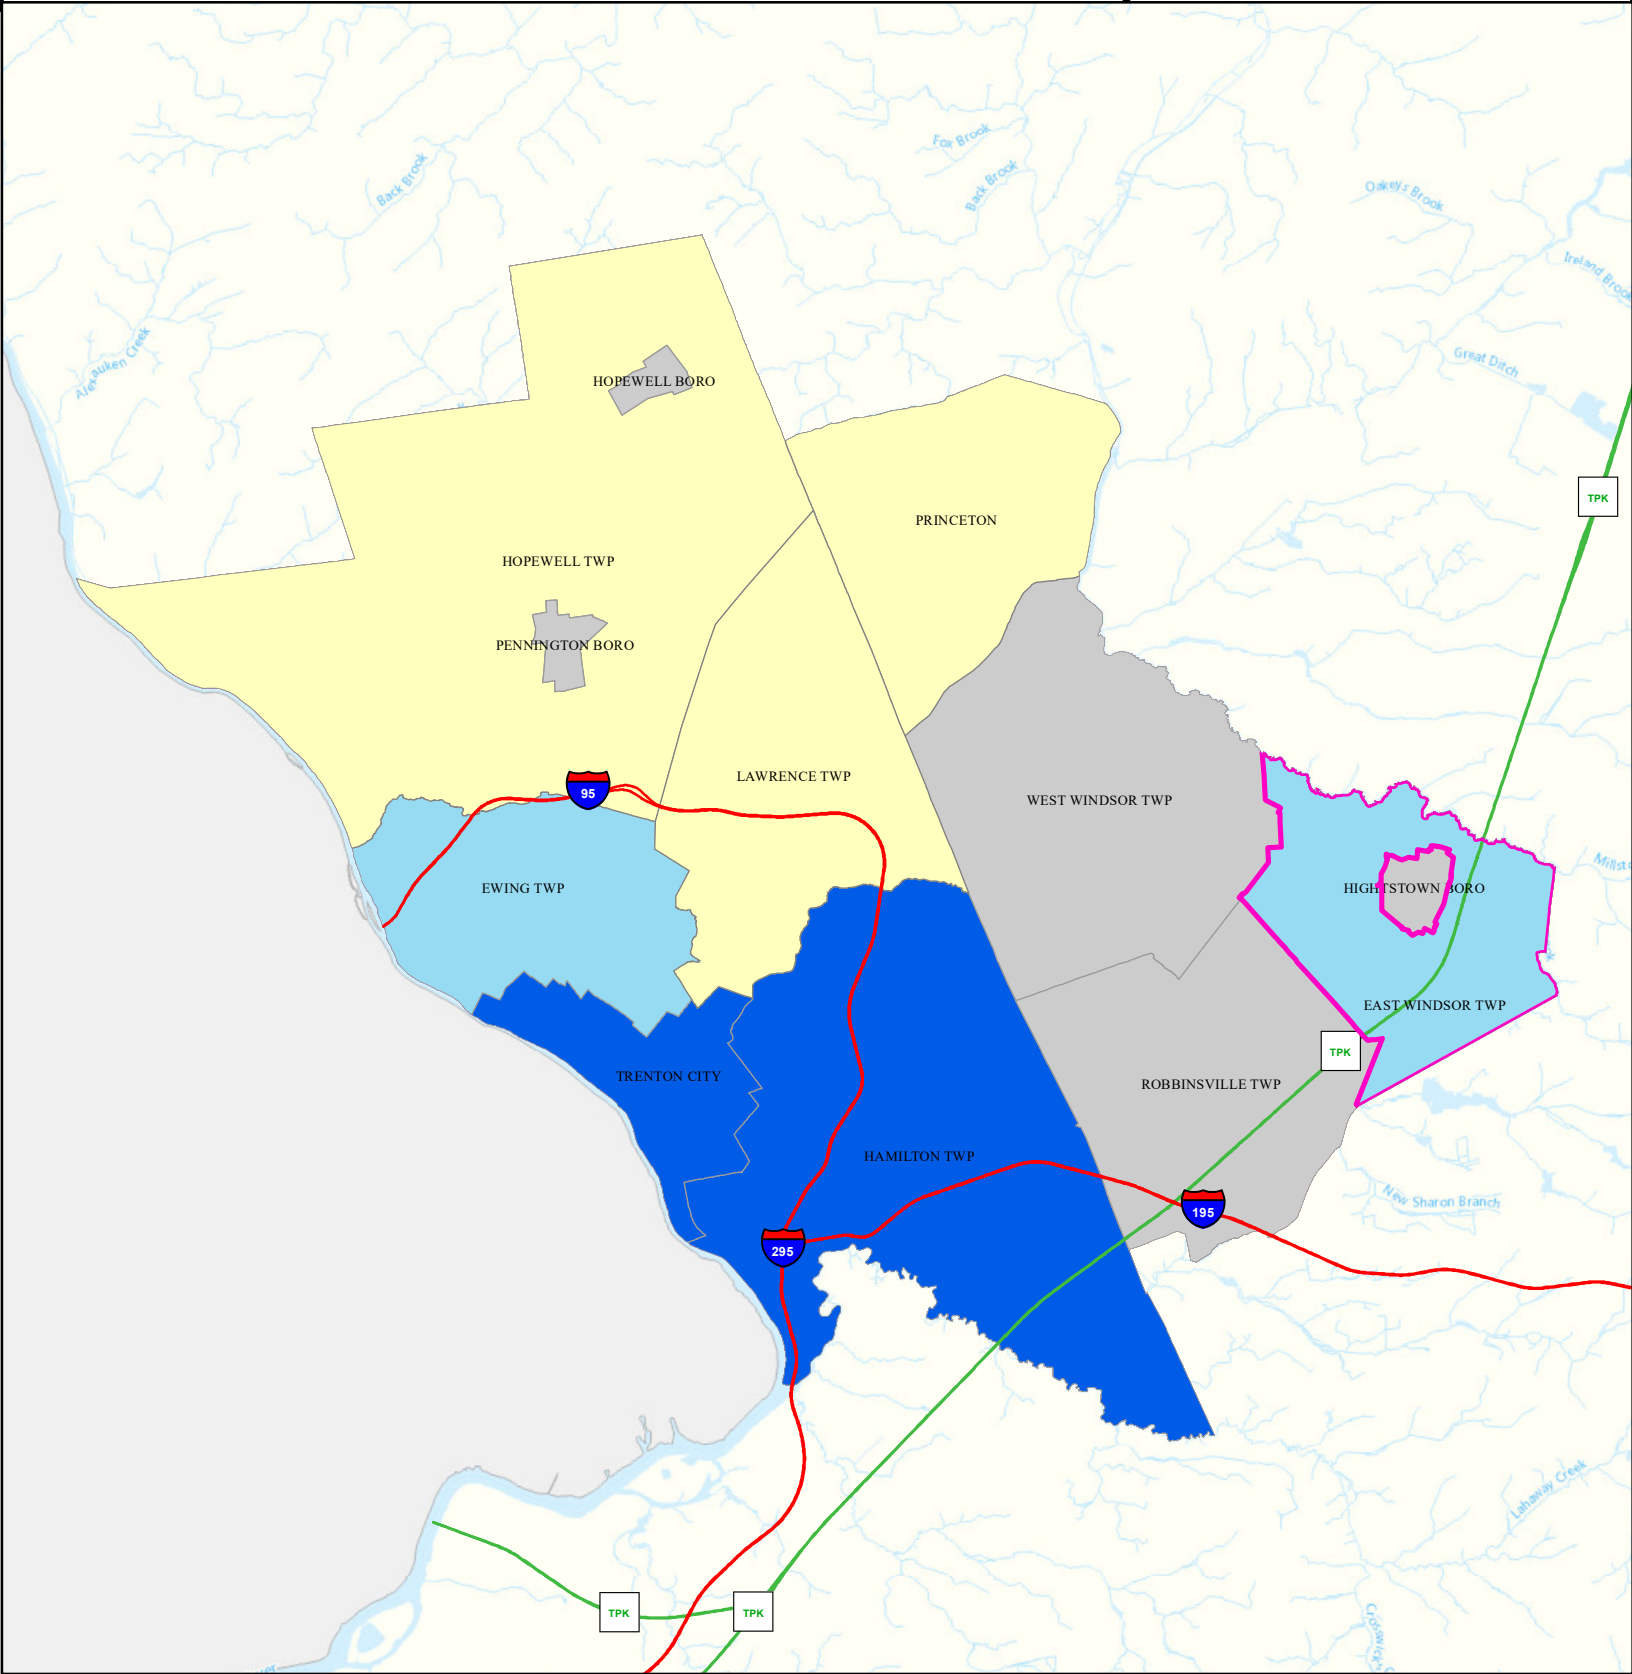 Fox Brook
Back Brook
Back Brook
Oakeys Brook
Ireland Brook
Alexauken Creek
Great Ditch
HOPEWELL BORO
TPK
PRINCETON
HOPEWELL TWP
PENNINGTON BORO
LAWRENCE TWP
95
WEST WINDSOR TWP
EWING TWP
HIGHTSTOWN BORO
Millsto
EAST WINDSOR TWP
TPK
TRENTON CITY
ROBBINSVILLE TWP
HAMILTON TWP
New Sharon Branch
195
295
Lahaway Creek
TPK
TPK
Crosswick